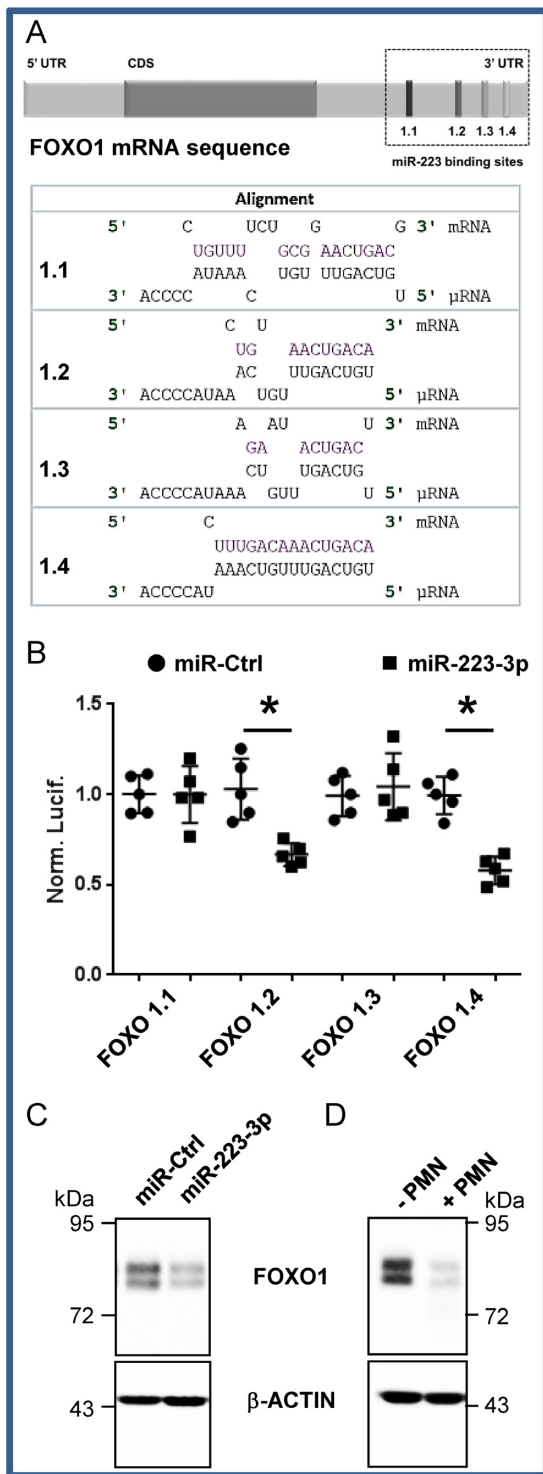 A
5' UTR CDS 3' UTR
1.1 1.2 1.3 1.4
FOXO1 mRNA sequence
miR-223 binding sites
Alignment
1.1
5' C UCU G G 3' mRNA
UGUUU GCG AACUGAC
AUAAA UGU UUGACUG
3' ACCCC C U 5' µRNA
1.2
5' C U 3' mRNA
UG AACUGACA
AC UUGACUGU
3' ACCCCAUAA UGU 5' µRNA
1.3
5' A AU U 3' mRNA
GA ACUGAC
CU UGACUG
3' ACCCCAUAAA GUU U 5' µRNA
1.4
5' C 3' mRNA
UUUGACAAACUGACA
AAACUGUUUGACUGU
3' ACCCCAU 5' µRNA
B
miR-Ctrl miR-223-3p
Norm. Lucif.
1.5
1.0
0.5
0.0
* *
FOXO 1.1 FOXO 1.2 FOXO 1.3 FOXO 1.4
C
miR-Ctrl miR-223-3p
kDa
95
72
43
FOXO1
β-ACTIN
D
- PMN + PMN
kDa
95
72
43